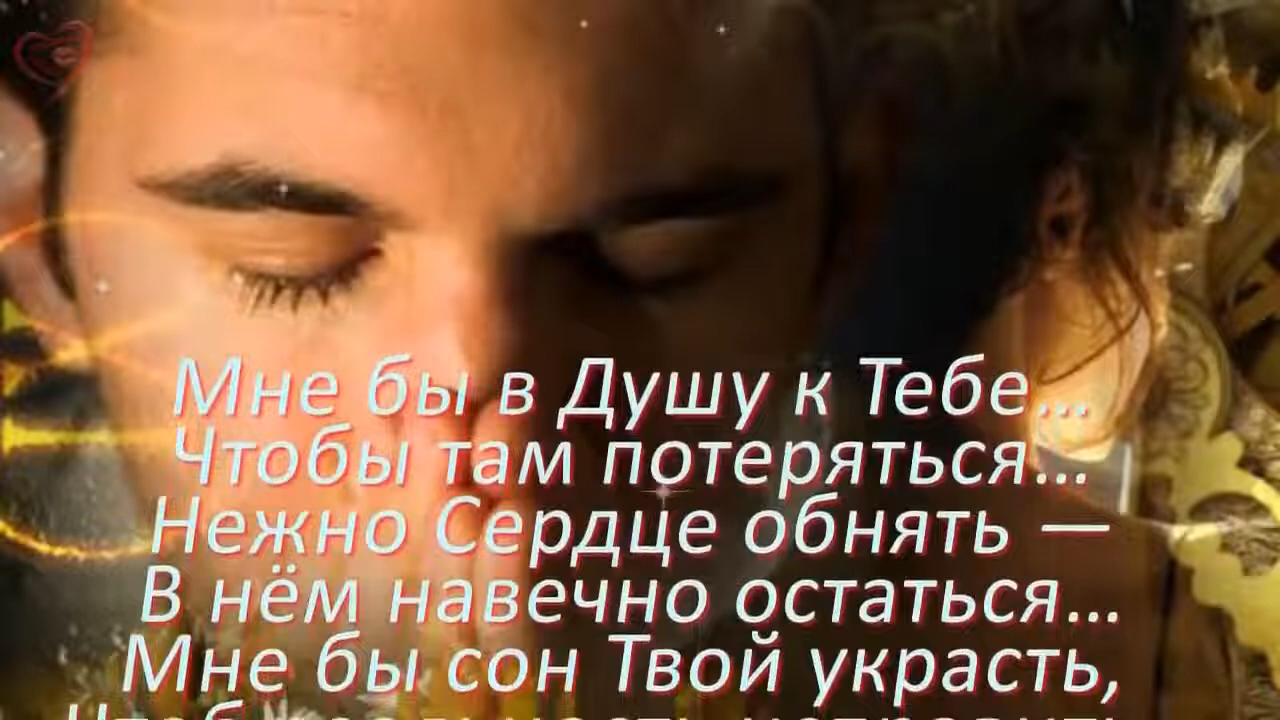 Мне бы в Душу к Тебе...
Чтобы там потеряться...
Нежно Сердце обнять —
В нём навечно остаться...
Мне бы сон Твой украсть,